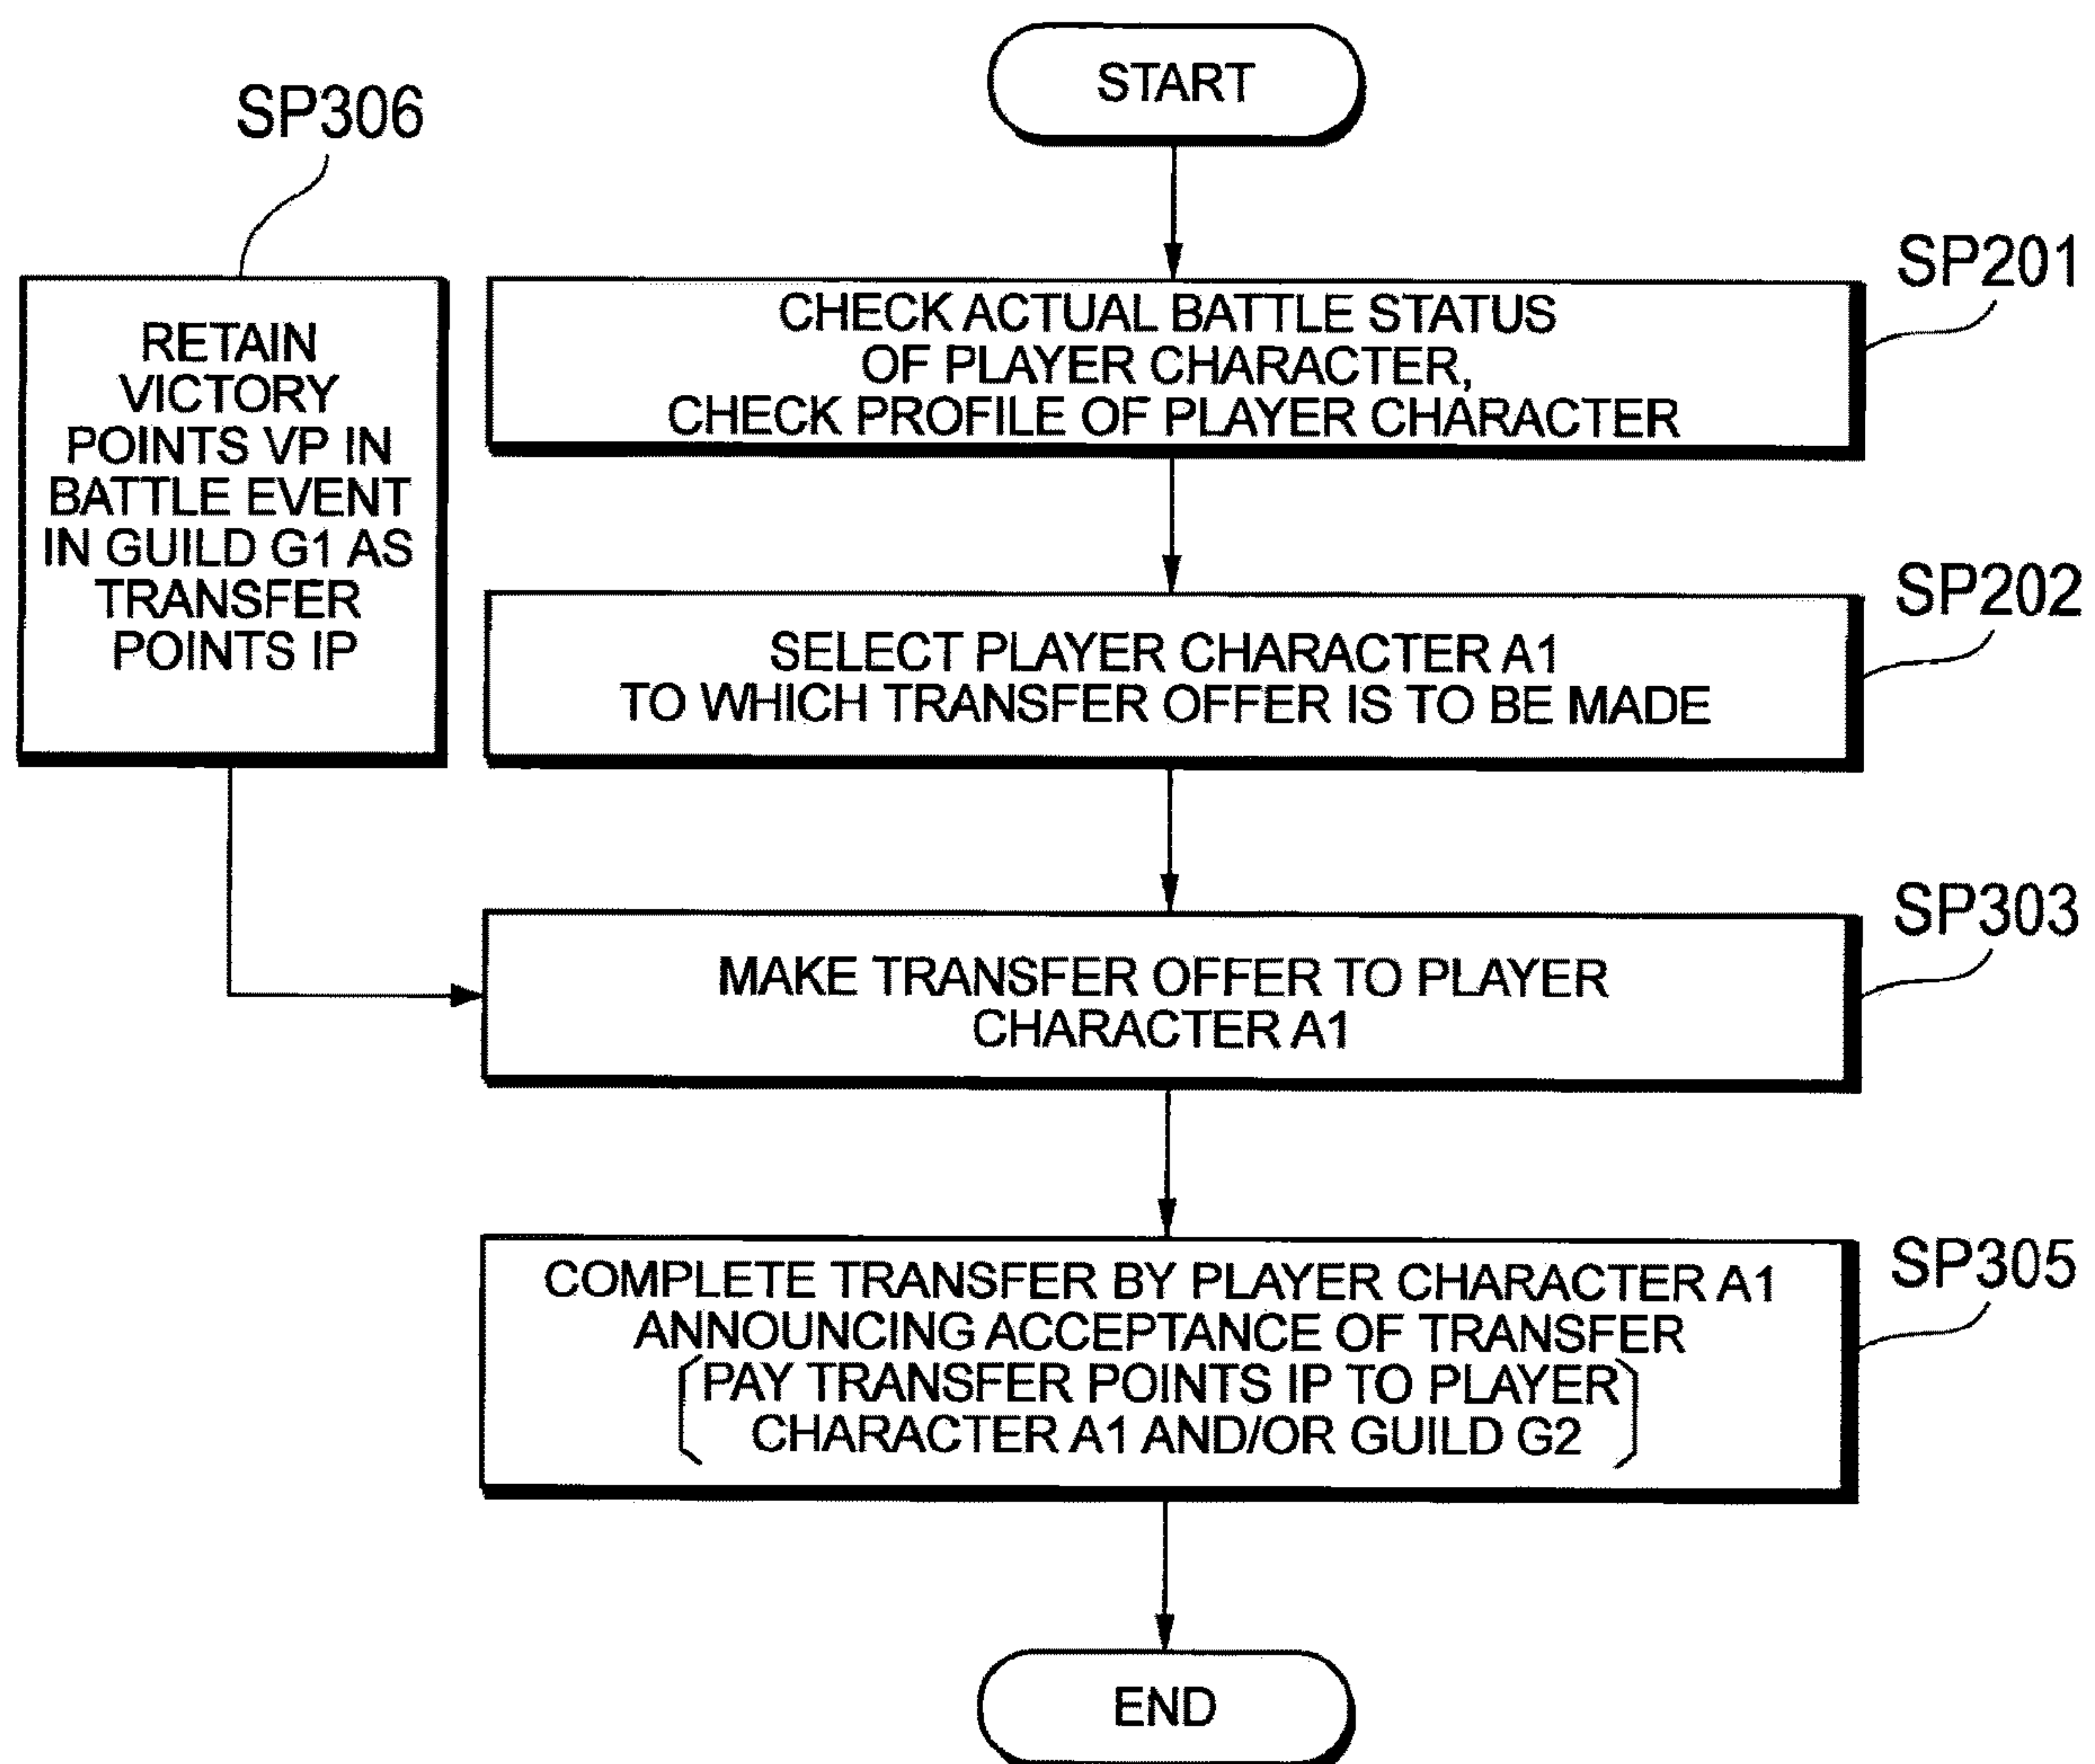 START
SP306
RETAIN
VICTORY
POINTS VP IN
BATTLE EVENT
IN GUILD G1 AS
TRANSFER
POINTS IP
SP201
CHECK ACTUAL BATTLE STATUS
OF PLAYER CHARACTER,
CHECK PROFILE OF PLAYER CHARACTER
SP202
SELECT PLAYER CHARACTER A1
TO WHICH TRANSFER OFFER IS TO BE MADE
SP303
MAKE TRANSFER OFFER TO PLAYER
CHARACTER A1
SP305
COMPLETE TRANSFER BY PLAYER CHARACTER A1
ANNOUNCING ACCEPTANCE OF TRANSFER
(PAY TRANSFER POINTS IP TO PLAYER
CHARACTER A1 AND/OR GUILD G2)
END